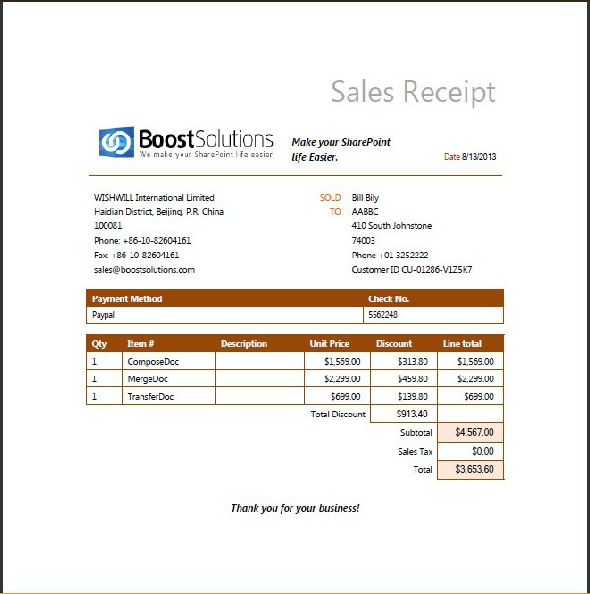 Sales Receipt
BoostSolutions
We make your SharePoint life easier
Make your SharePoint
life Easier.
Date 8/13/2013
WISHWILL International Limited
Haidian District, Beijing, P.R. China
100081
Phone: +86-10-82604161
Fax: +86-10-82604161
sales@boostsolutions.com
SOLD Bill Bily
TO AABBC
410 South Johnstone
74003
Phone +01-3252222
Customer ID CU-01286-V1Z5K7
Payment Method Check No.
Paypal 5562248
Qty Item # Description Unit Price Discount Line total
1 ComposeDoc $1,569.00 $313.80 $1,569.00
1 MergeDoc $2,299.00 $459.80 $2,299.00
1 TransferDoc $699.00 $139.80 $699.00
Total Discount $913.40
Subtotal $4,567.00
Sales Tax $0.00
Total $3,653.60
Thank you for your business!